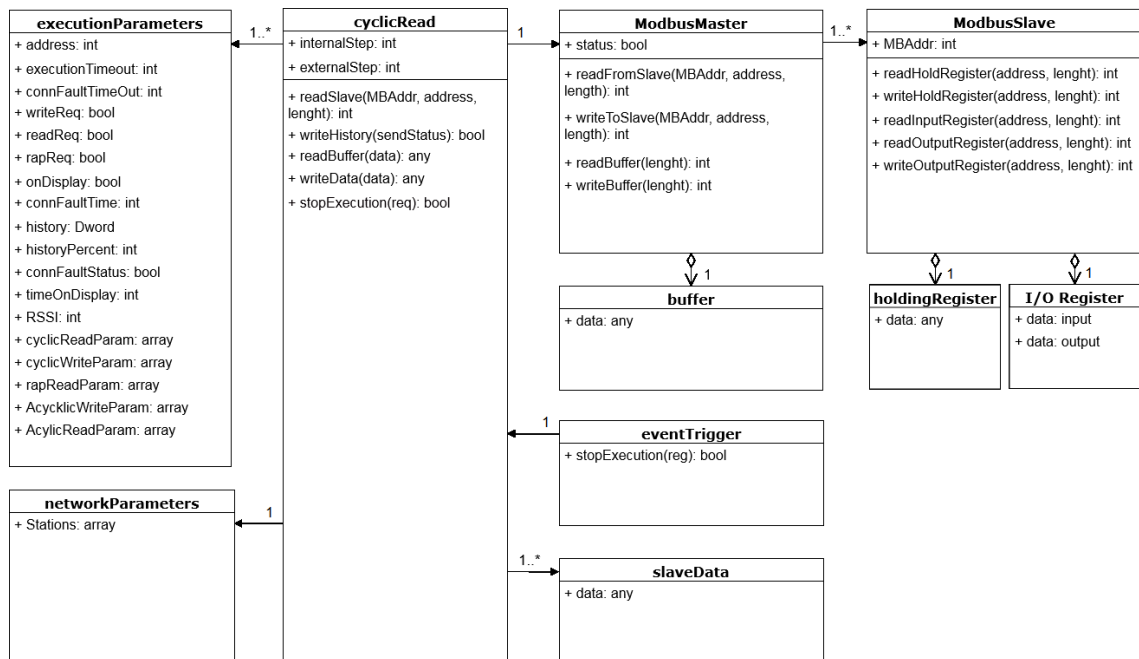 executionParameters
+ address: int
+ executionTimeout: int
+ connFaultTimeOut: int
+ writeReq: bool
+ readReq: bool
+ rapReq: bool
+ onDisplay: bool
+ connFaultTime: int
+ history: Dword
+ historyPercent: int
+ connFaultStatus: bool
+ timeOnDisplay: int
+ RSSI: int
+ cyclicReadParam: array
+ cyclicWriteParam: array
+ rapReadParam: array
+ AcycklicWriteParam: array
+ AcylicReadParam: array
1..*
cyclicRead
+ internalStep: int
+ externalStep: int
+ readSlave(MBAddr, address,
lenght): int
+ writeHistory(sendStatus): bool
+ readBuffer(data): any
+ writeData(data): any
+ stopExecution(req): bool
1
ModbusMaster
+ status: bool
+ readFromSlave(MBAddr, address,
length): int
+ writeToSlave(MBAddr, address,
length): int
+ readBuffer(lenght): int
+ writeBuffer(lenght): int
1..*
ModbusSlave
+ MBAddr: int
+ readHoldRegister(address, lenght): int
+ writeHoldRegister(address, lenght): int
+ readInputRegister(address, lenght): int
+ readOutputRegister(address, lenght): int
+ writeOutputRegister(address, lenght): int
1
buffer
+ data: any
1
holdingRegister
+ data: any
1
I/O Register
+ data: input
+ data: output
1
eventTrigger
+ stopExecution(reg): bool
networkParameters
+ Stations: array
1
1..*
slaveData
+ data: any